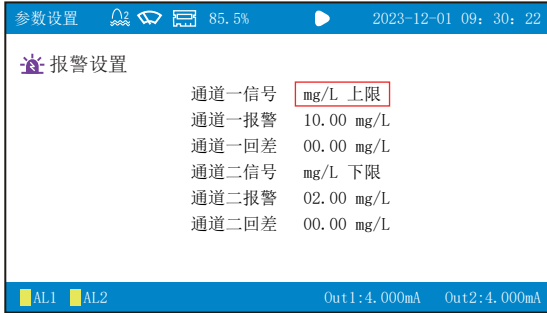 参数设置 2 85.5% 2023-12-01 09: 30: 22
报警设置
通道一信号 mg/L 上限
通道一报警 10.00 mg/L
通道一回差 00.00 mg/L
通道二信号 mg/L 下限
通道二报警 02.00 mg/L
通道二回差 00.00 mg/L
AL1 AL2 Out1:4.000mA Out2:4.000mA